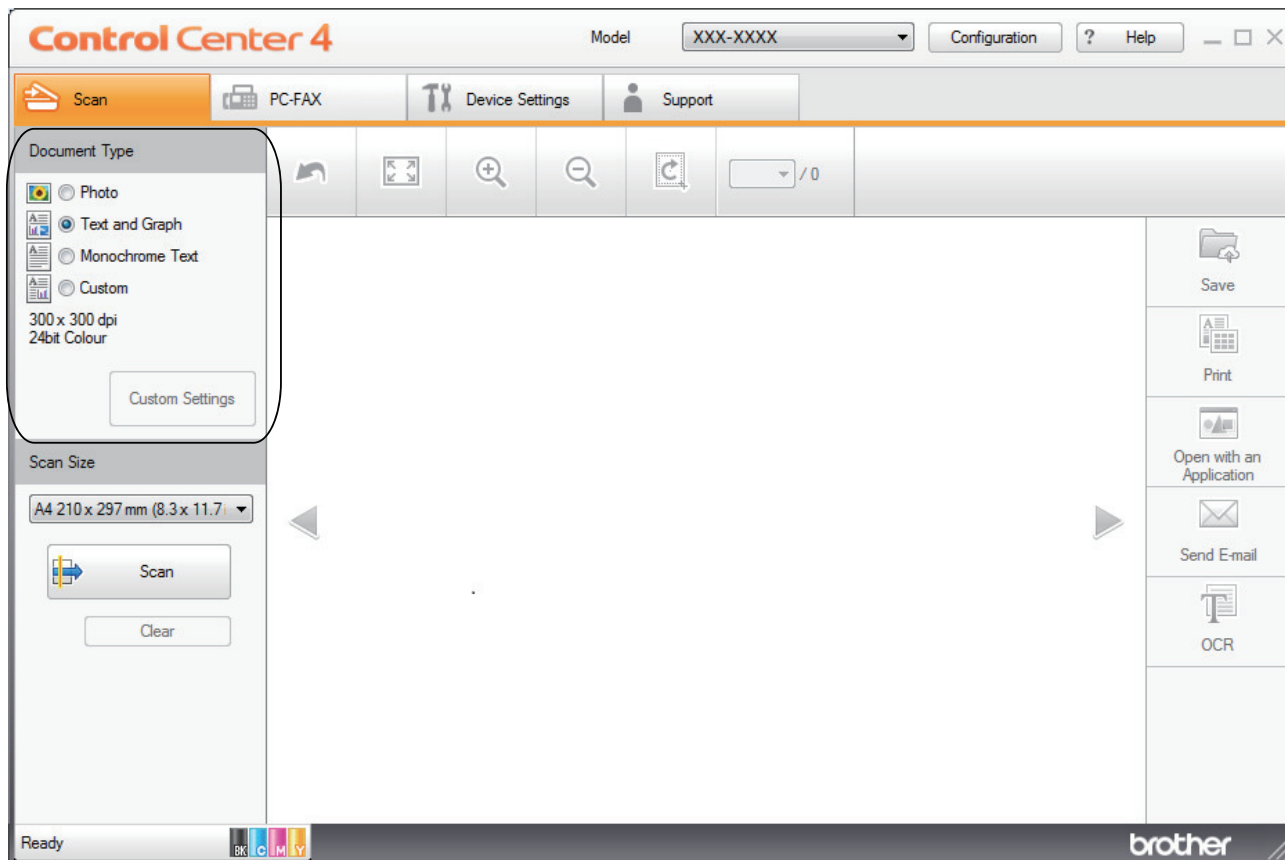 Control Center 4
Model
XXX-XXXX
Configuration
? Help
Scan
PC-FAX
Device Settings
Support
Document Type
Photo
Text and Graph
Monochrome Text
Custom
300 x 300 dpi
24bit Colour
Custom Settings
/ 0
Scan Size
A4 210 x 297 mm (8.3 x 11.7
Scan
Clear
Save
Print
Open with an
Application
Send E-mail
OCR
Ready
BK C M Y
brother